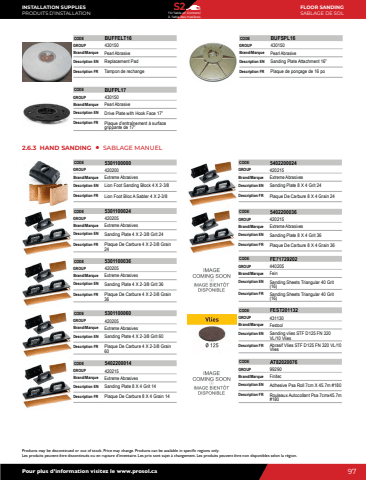 INSTALLATION SUPPLIES
PRODUITS D'INSTALLATION
S2
FLOOR SANDING
SABLAGE DE SOL
CODE BUFFELT16
GROUP 430150
Brand/Marque Pearl Abrasive
Description EN Replacement Pad
Description FR Tampon de rechange
CODE BUFPL17
GROUP 430150
Brand/Marque Pearl Abrasive
Description EN Drive Plate with Hook Face 17"
Description FR Plaque d'entraînement à surface
grippante de 17"
CODE BUFSPL16
GROUP 430150
Brand/Marque Pearl Abrasive
Description EN Sanding Plate Attachment 16"
Description FR Plaque de ponçage de 16 po
2.6.3 HAND SANDING • SABLAGE MANUEL
CODE 5301100000
GROUP 420200
Brand/Marque Extreme Abrasives
Description EN Lion Foot Sanding Block 4 X 2-3/8
Description FR Lion Foot Bloc A Sabler 4 X 2-3/8
CODE 5301100024
GROUP 420205
Brand/Marque Extreme Abrasives
Description EN Sanding Plate 4 X 2-3/8 Grit 24
Description FR Plaque De Carbure 4 X 2-3/8 Grain
24
CODE 5301100036
GROUP 420205
Brand/Marque Extreme Abrasives
Description EN Sanding Plate 4 X 2-3/8 Grit 36
Description FR Plaque De Carbure 4 X 2-3/8 Grain
36
CODE 5301100060
GROUP 420205
Brand/Marque Extreme Abrasives
Description EN Sanding Plate 4 X 2-3/8 Grit 60
Description FR Plaque De Carbure 4 X 2-3/8 Grain
60
CODE 5402200014
GROUP 420215
Brand/Marque Extreme Abrasives
Description EN Sanding Plate 8 X 4 Grit 14
Description FR Plaque De Carbure 8 X 4 Grain 14
CODE 5402200024
GROUP 420215
Brand/Marque Extreme Abrasives
Description EN Sanding Plate 8 X 4 Grit 24
Description FR Plaque De Carbure 8 X 4 Grain 24
CODE 5402200036
GROUP 420215
Brand/Marque Extreme Abrasives
Description EN Sanding Plate 8 X 4 Grit 36
Description FR Plaque De Carbure 8 X 4 Grain 36
IMAGE
COMING SOON
IMAGE BIENTÔT
DISPONIBLE
CODE FE71729202
GROUP 440205
Brand/Marque Fein
Description EN Sanding Sheets Triangular 40 Grit
(16)
Description FR Sanding Sheets Triangular 40 Grit
(16)
Vlies
Ø 125
CODE FEST201132
GROUP 431130
Brand/Marque Festool
Description EN Sanding vlies STF D125 FN 320
VL/10 Vlies
Description FR Abrasif Vlies STF D125 FN 320 VL/10
Vlies
IMAGE
COMING SOON
IMAGE BIENTÔT
DISPONIBLE
CODE AT82020076
GROUP 99290
Brand/Marque Fintec
Description EN Adhesive Psa Roll 7cm X 45.7m #180
Description FR Rouleaux Autocollant Psa 7cmx45.7m
#180
Products may be discontinued or out of stock. Price may change. Products can be available in specific regions only.
Les produits peuvent être discontinués ou en rupture d'inventaire. Les prix sont sujet à changement. Les produits peuvent être non disponibles selon la région.
Pour plus d'information visitez le www.prosol.ca
97